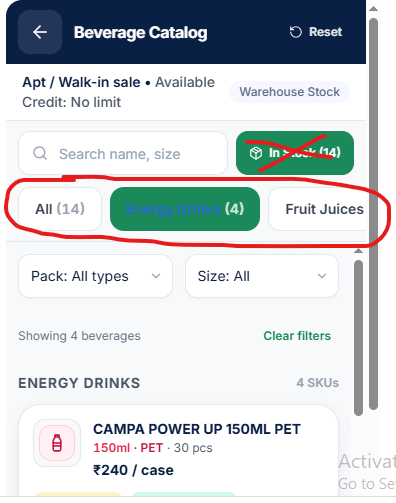 Beverage Catalog
Reset
Apt / Walk-in sale • Available
Credit: No limit
Warehouse Stock
Search name, size
In Stock (14)
All (14)
Energy Drinks (4)
Fruit Juices
Pack: All types
Size: All
Showing 4 beverages
Clear filters
ENERGY DRINKS
4 SKUs
CAMPA POWER UP 150ML PET
150ml · PET · 30 pcs
₹240 / case
Go to Se